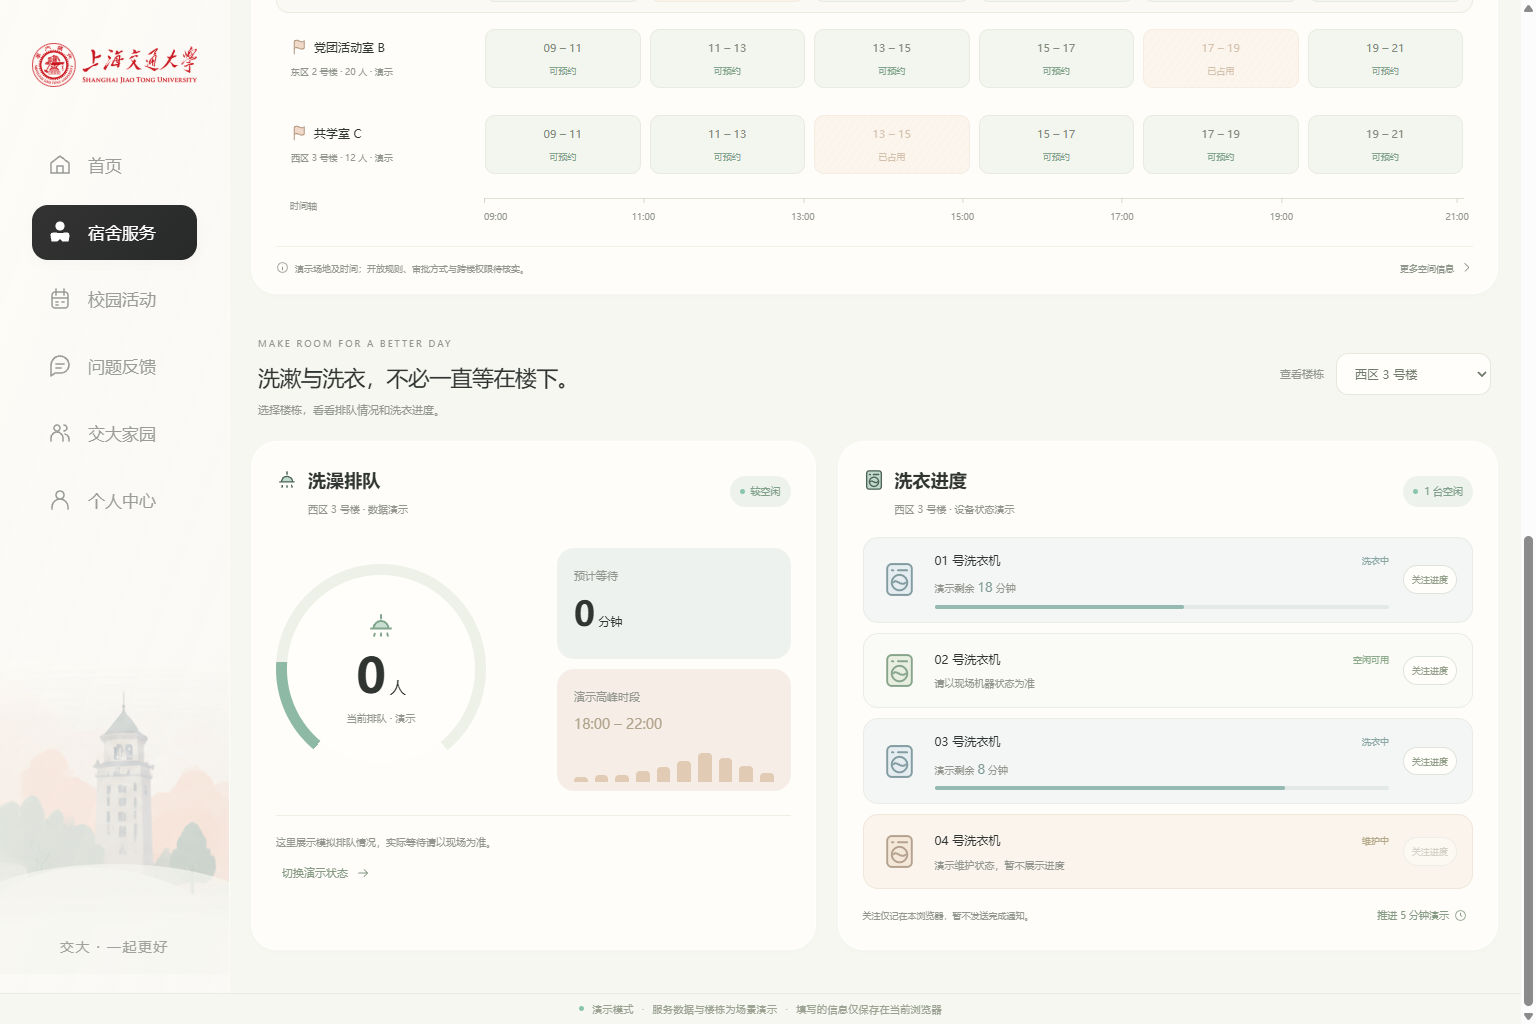 上海交通大学
SHANGHAI JIAO TONG UNIVERSITY
首页
宿舍服务
校园活动
问题反馈
交大家园
个人中心
交大 · 一起更好
党团活动室 B
东区 2 号楼 · 20 人 · 演示
09 – 11
可预约
11 – 13
可预约
13 – 15
可预约
15 – 17
可预约
17 – 19
已占用
19 – 21
可预约
共学室 C
西区 3 号楼 · 12 人 · 演示
09 – 11
可预约
11 – 13
可预约
13 – 15
已占用
15 – 17
可预约
17 – 19
可预约
19 – 21
可预约
时间轴
09:00 11:00 13:00 15:00 17:00 19:00 21:00
演示场地及时间；开放规则、审批方式与跨楼权限待核实。
更多空间信息
MAKE ROOM FOR A BETTER DAY
洗漱与洗衣，不必一直等在楼下。
选择楼栋，看看排队情况和洗衣进度。
查看楼栋
西区 3 号楼
洗澡排队
西区 3 号楼 · 数据演示
较空闲
0 人
当前排队 · 演示
预计等待
0 分钟
演示高峰时段
18:00 – 22:00
这里展示模拟排队情况，实际等待请以现场为准。
切换演示状态
洗衣进度
西区 3 号楼 · 设备状态演示
1 台空闲
01 号洗衣机
演示剩余 18 分钟
洗衣中
关注进度
02 号洗衣机
请以现场机器状态为准
空闲可用
关注进度
03 号洗衣机
演示剩余 8 分钟
洗衣中
关注进度
04 号洗衣机
演示维护状态，暂不展示进度
维护中
关注进度
关注仅记在本浏览器，暂不发送完成通知。
推进 5 分钟演示
演示模式 · 服务数据与楼栋为场景演示 · 填写的信息仅保存在当前浏览器